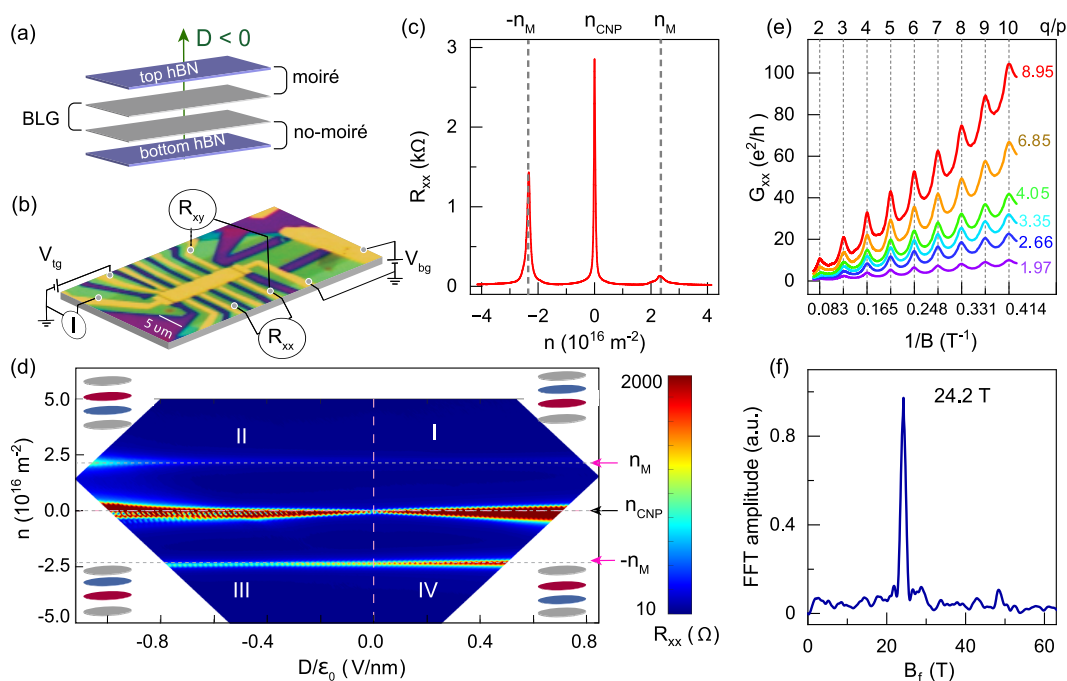 (a)
D < 0
top hBN
moiré
BLG
no-moiré
bottom hBN
(b)
R_xy
V_tg
V_bg
I
5 um
R_xx
(c)
-n_M
n_CNP
n_M
3
2
1
0
R_xx (kΩ)
-4
-2
0
2
4
n (10^16 m^-2)
(e)
2 3 4 5 6 7 8 9 10 q/p
100
80
60
40
20
0
G_xx (e^2/h)
8.95
6.85
4.05
3.35
2.66
1.97
0.083
0.165
0.248
0.331
0.414
1/B (T^-1)
(d)
5.0
2.5
0.0
-2.5
-5.0
n (10^16 m^-2)
II
I
III
IV
-0.8
-0.4
0.0
0.4
0.8
D/ε_0 (V/nm)
n_M
n_CNP
-n_M
2000
10
R_xx (Ω)
(f)
24.2 T
0.8
0.4
0
FFT amplitude (a.u.)
0
20
40
60
B_f (T)